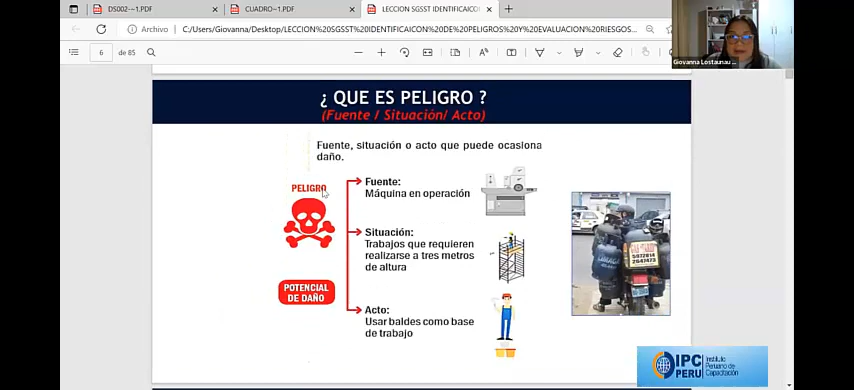 DS002---1.PDF
CUADRO~1.PDF
LECCION SGSST IDENTIFICAICON
Archivo
C:/Users/Giovanna/Desktop/LECCION%20SGSST%20IDENTIFICAICON%20DE%20PELIGROS%20Y%20EVALUACION%20RIESGOS...
6 de 85
Giovanna Lostaunau ...
¿ QUE ES PELIGRO ?
(Fuente / Situación/ Acto)
Fuente, situación o acto que puede ocasiona
daño.
PELIGRO
Fuente:
Máquina en operación
Situación:
Trabajos que requieren
realizarse a tres metros
de altura
POTENCIAL
DE DAÑO
Acto:
Usar baldes como base
de trabajo
IPC
PERU
Instituto
Peruano de
Capacitación